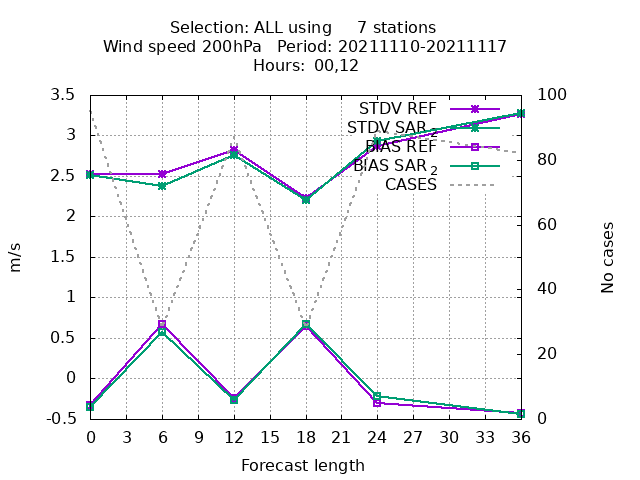 Selection: ALL using 7 stations
Wind speed 200hPa Period: 20211110-20211117
Hours: 00,12
3.5
3
2.5
2
1.5
1
0.5
0
-0.5
m/s
STDV REF
STDV SAR 2
BIAS REF
BIAS SAR 2
CASES
100
80
60
40
20
0
No cases
0 3 6 9 12 15 18 21 24 27 30 33 36
Forecast length